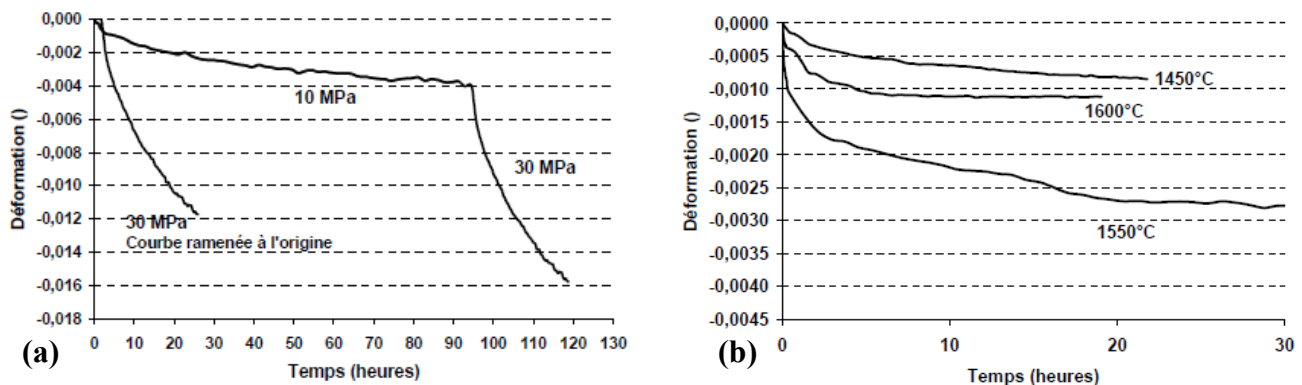 Déformation ()
0,000
-0,002
-0,004
-0,006
-0,008
-0,010
-0,012
-0,014
-0,016
-0,018
10 MPa
30 MPa
30 MPa
Courbe ramenée à l'origine
0 10 20 30 40 50 60 70 80 90 100 110 120 130
Temps (heures)
(a)
Déformation ()
0,0000
-0,0005
-0,0010
-0,0015
-0,0020
-0,0025
-0,0030
-0,0035
-0,0040
-0,0045
1450°C
1600°C
1550°C
0 10 20 30
Temps (heures)
(b)